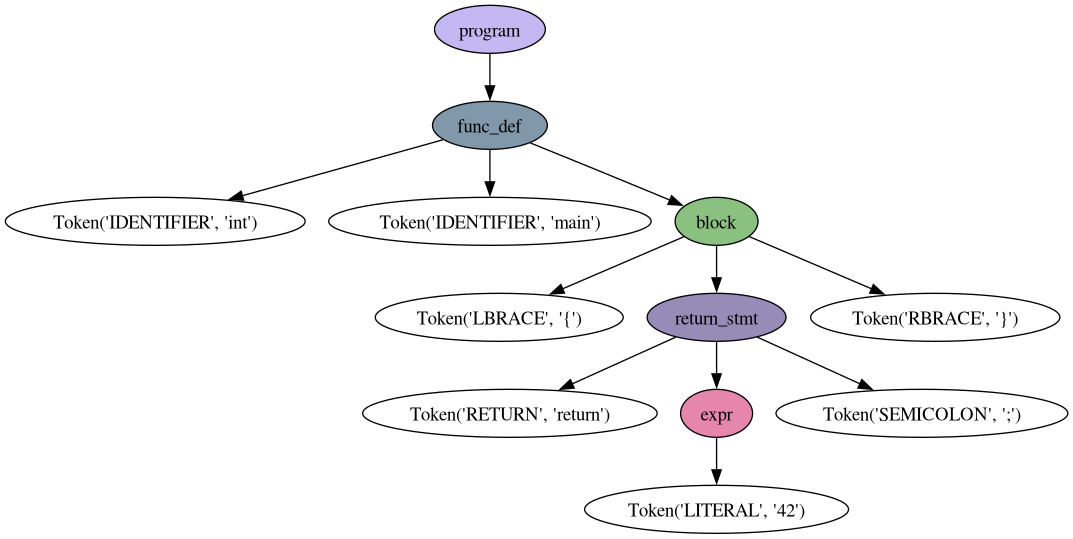 program
func_def
Token('IDENTIFIER', 'int')
Token('IDENTIFIER', 'main')
block
Token('LBRACE', '{')
return_stmt
Token('RBRACE', '}')
Token('RETURN', 'return')
expr
Token('SEMICOLON', ';')
Token('LITERAL', '42')